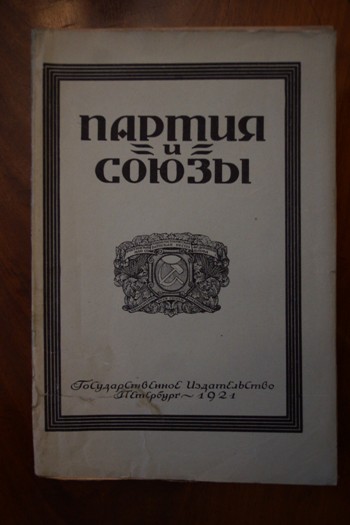 ПАРТИЯ
И
СОЮЗЫ
Государственное Издательство
Петербург ~ 1921